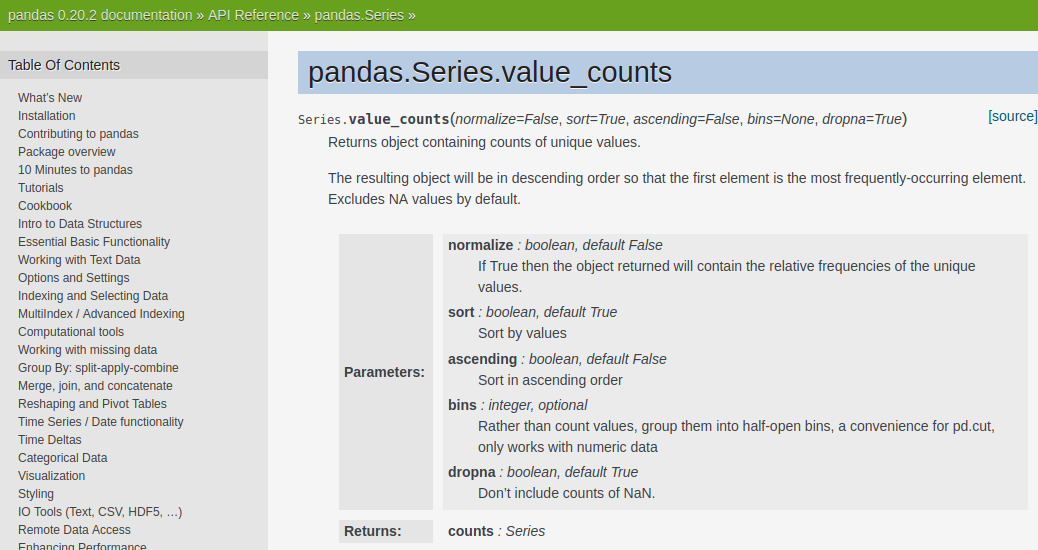 pandas 0.20.2 documentation » API Reference » pandas.Series »
Table Of Contents
What's New
Installation
Contributing to pandas
Package overview
10 Minutes to pandas
Tutorials
Cookbook
Intro to Data Structures
Essential Basic Functionality
Working with Text Data
Options and Settings
Indexing and Selecting Data
MultiIndex / Advanced Indexing
Computational tools
Working with missing data
Group By: split-apply-combine
Merge, join, and concatenate
Reshaping and Pivot Tables
Time Series / Date functionality
Time Deltas
Categorical Data
Visualization
Styling
IO Tools (Text, CSV, HDF5, …)
Remote Data Access
Enhancing Performance
pandas.Series.value_counts
Series.value_counts(normalize=False, sort=True, ascending=False, bins=None, dropna=True) [source]
Returns object containing counts of unique values.
The resulting object will be in descending order so that the first element is the most frequently-occurring element.
Excludes NA values by default.
Parameters:
normalize : boolean, default False
If True then the object returned will contain the relative frequencies of the unique
values.
sort : boolean, default True
Sort by values
ascending : boolean, default False
Sort in ascending order
bins : integer, optional
Rather than count values, group them into half-open bins, a convenience for pd.cut,
only works with numeric data
dropna : boolean, default True
Don't include counts of NaN.
Returns: counts : Series